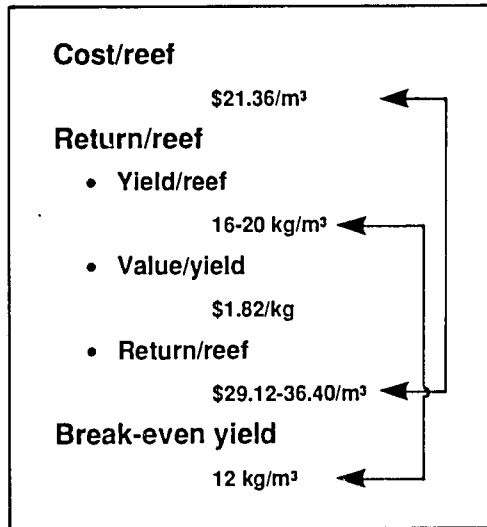 Cost/reef
$21.36/m³
Return/reef
• Yield/reef
16-20 kg/m³
• Value/yield
$1.82/kg
• Return/reef
$29.12-36.40/m³
Break-even yield
12 kg/m³